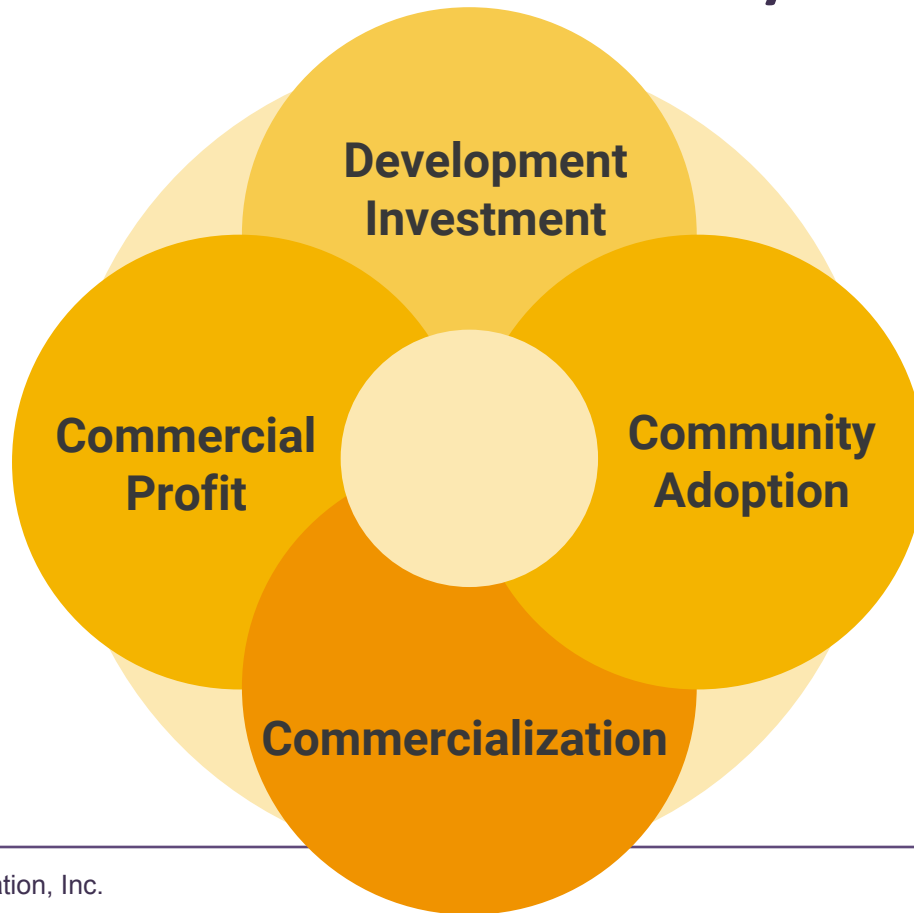 Development
Investment
Commercial
Profit
Community
Adoption
Commercialization
ation, Inc.